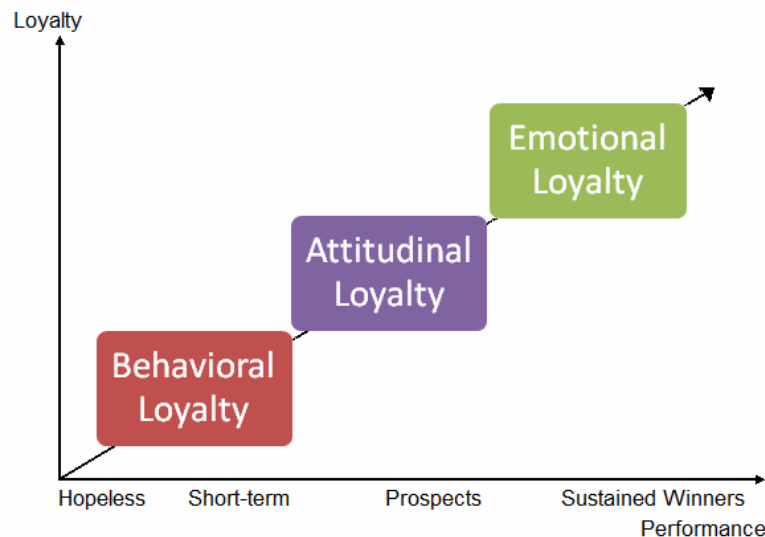 Loyalty
Emotional
Loyalty
Attitudinal
Loyalty
Behavioral
Loyalty
Hopeless Short-term Prospects Sustained Winners
Performance